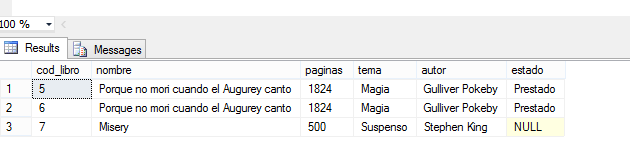 100 %
Results Messages
cod_libro nombre paginas tema autor estado
1 5 Porque no mori cuando el Augurey canto 1824 Magia Gulliver Pokeby Prestado
2 6 Porque no mori cuando el Augurey canto 1824 Magia Gulliver Pokeby Prestado
3 7 Misery 500 Suspenso Stephen King NULL